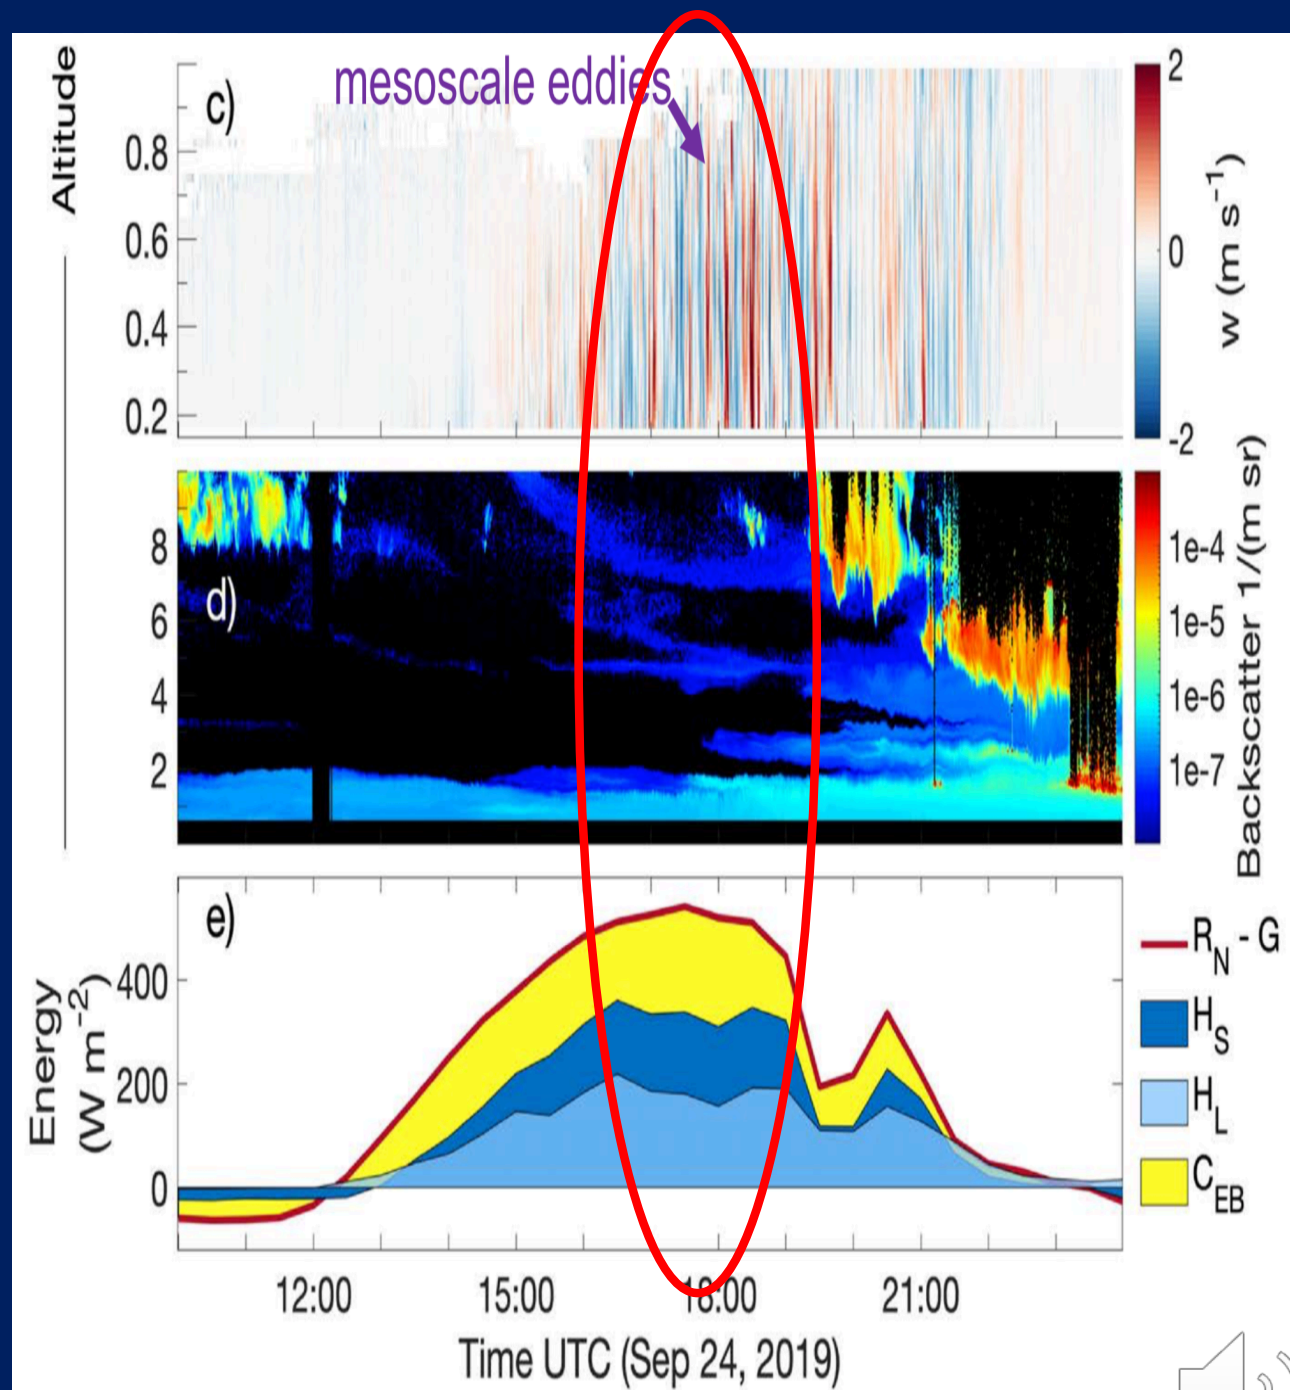 mesoscale eddies
c)
Altitude
0.8
0.6
0.4
0.2
2
0
-2
w (m s⁻¹)
d)
8
6
4
2
1e-4
1e-5
1e-6
1e-7
Backscatter 1/(m sr)
e)
Energy
(W m⁻²)
400
200
0
R_N - G
H_S
H_L
C_EB
12:00
15:00
18:00
21:00
Time UTC (Sep 24, 2019)